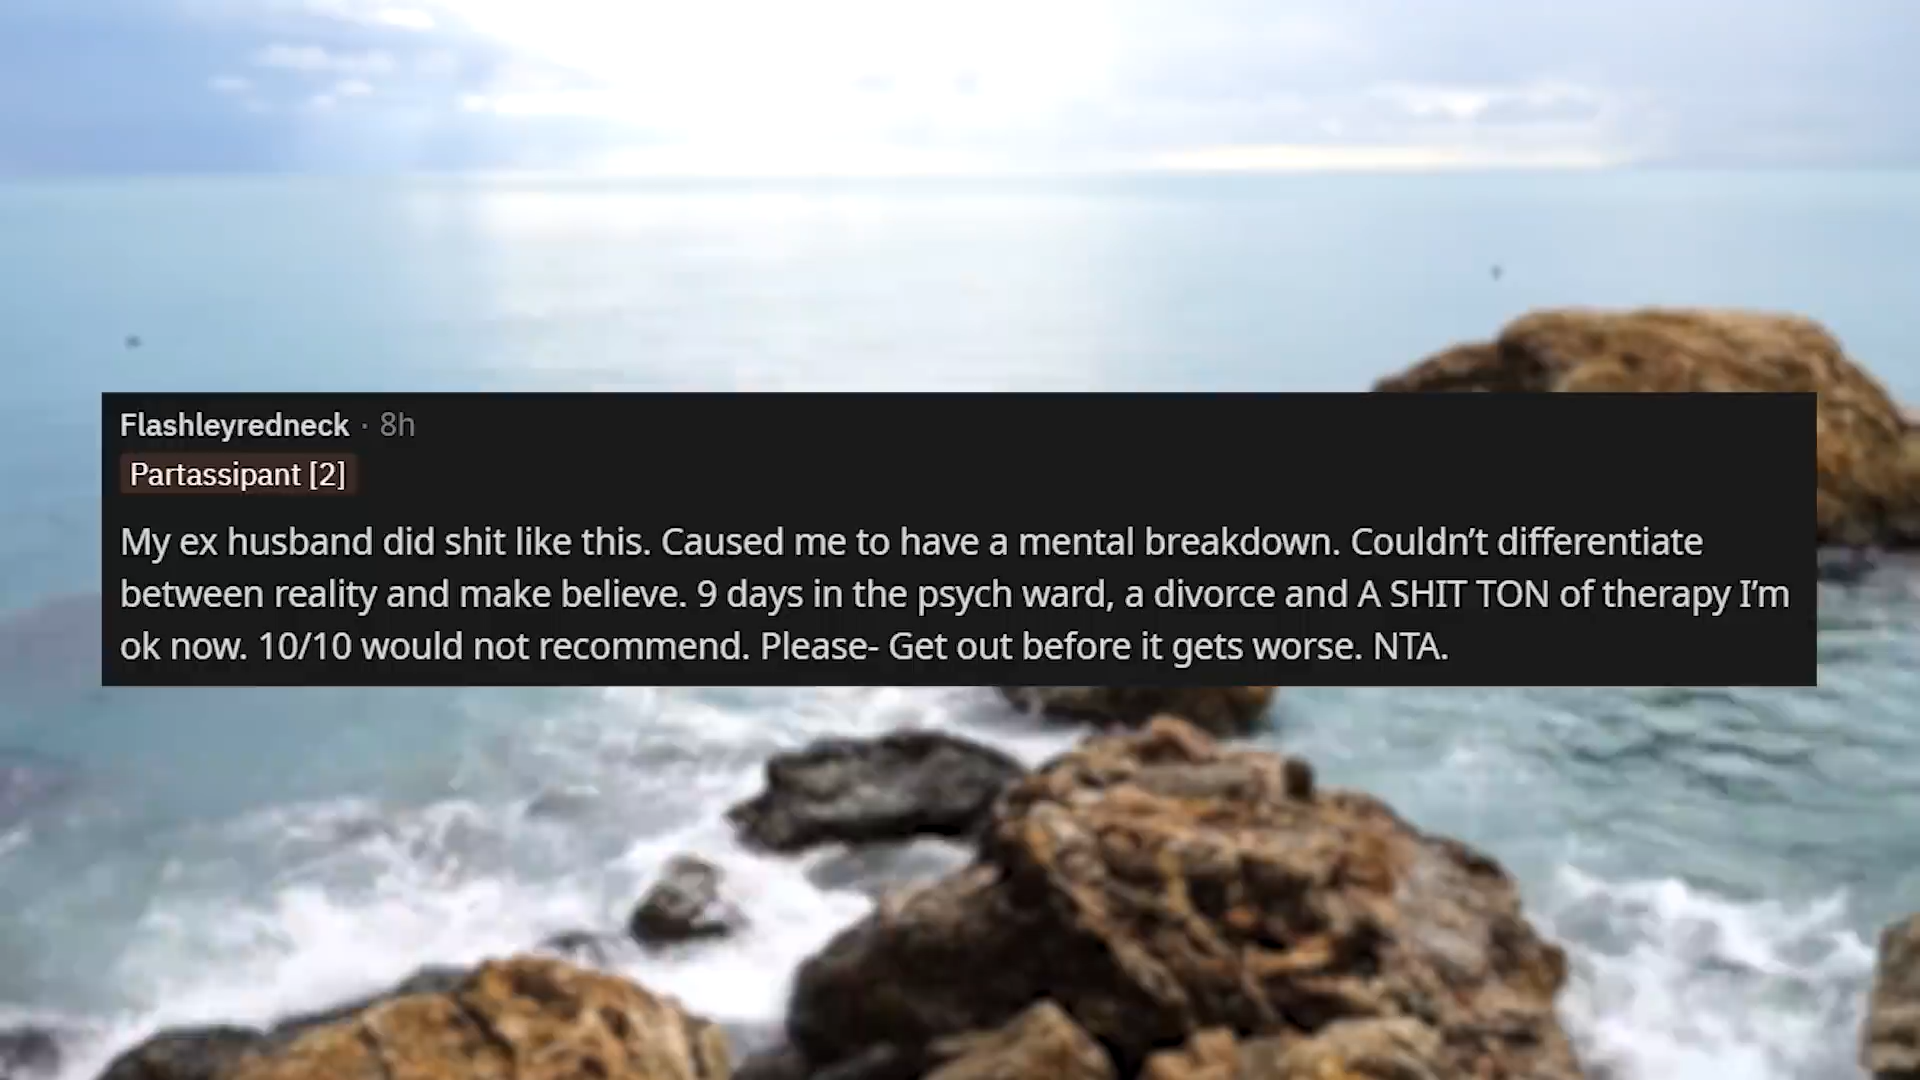 Flashleyredneck · 8h
Partassipant [2]
My ex husband did shit like this. Caused me to have a mental breakdown. Couldn’t differentiate
between reality and make believe. 9 days in the psych ward, a divorce and A SHIT TON of therapy I’m
ok now. 10/10 would not recommend. Please- Get out before it gets worse. NTA.